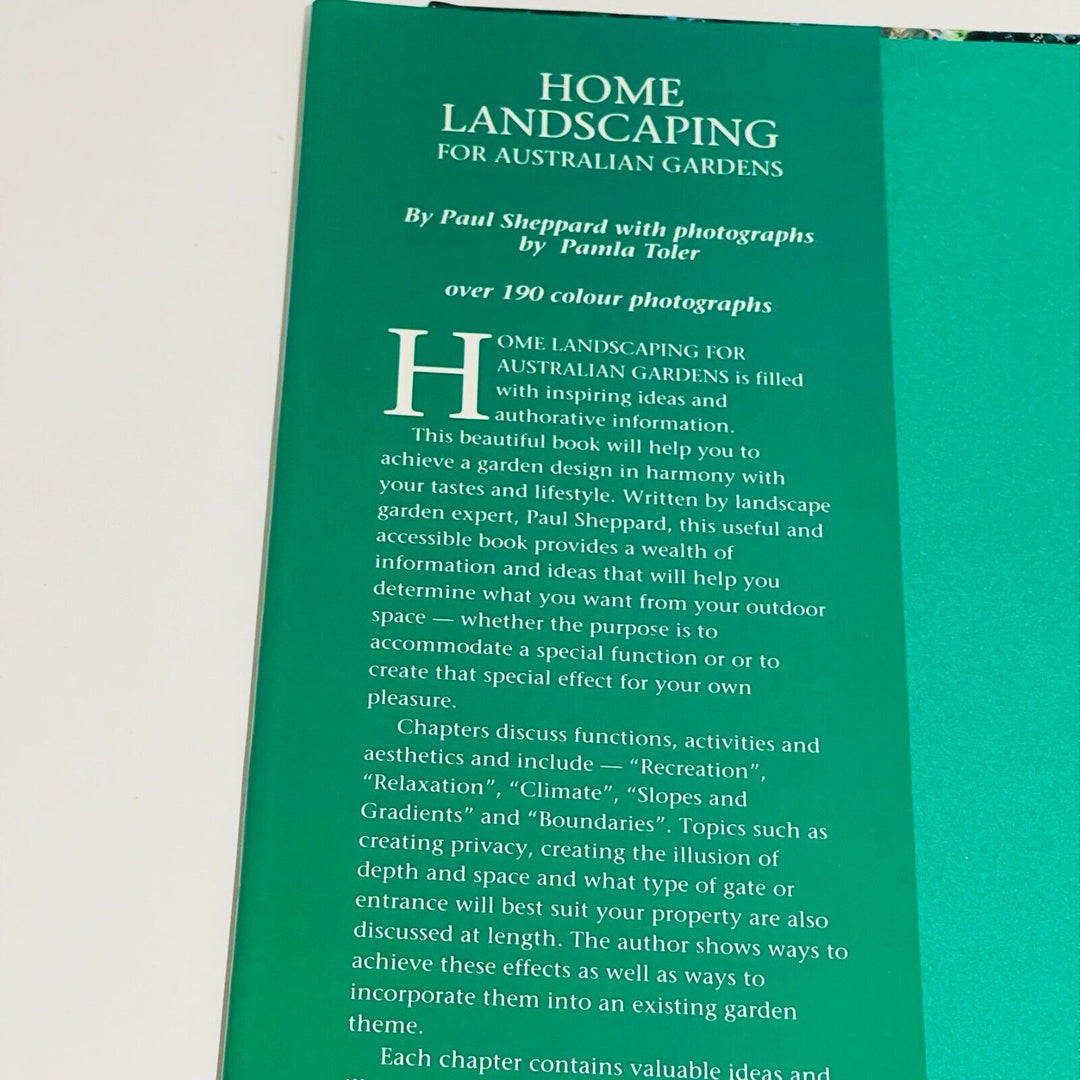 HOME
LANDSCAPING
FOR AUSTRALIAN GARDENS
By Paul Sheppard with photographs
by Pamla Toler
over 190 colour photographs
HOME LANDSCAPING FOR
AUSTRALIAN GARDENS is filled
with inspiring ideas and
authorative information.
This beautiful book will help you to
achieve a garden design in harmony with
your tastes and lifestyle. Written by landscape
garden expert, Paul Sheppard, this useful and
accessible book provides a wealth of
information and ideas that will help you
determine what you want from your outdoor
space — whether the purpose is to
accommodate a special function or or to
create that special effect for your own
pleasure.
Chapters discuss functions, activities and
aesthetics and include — “Recreation”,
“Relaxation”, “Climate”, “Slopes and
Gradients” and “Boundaries”. Topics such as
creating privacy, creating the illusion of
depth and space and what type of gate or
entrance will best suit your property are also
discussed at length. The author shows ways to
achieve these effects as well as ways to
incorporate them into an existing garden
theme.
Each chapter contains valuable ideas and